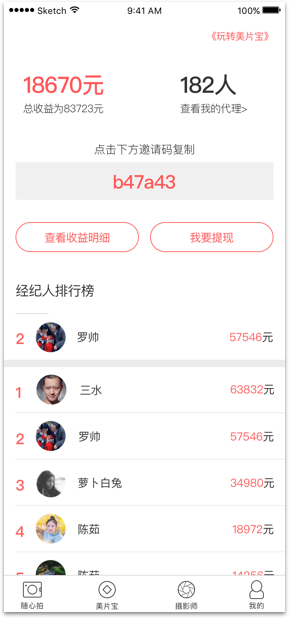 Sketch 9:41 AM 100%
《玩转美片宝》
18670元 182人
总收益为83723元 查看我的代理>
点击下方邀请码复制
b47a43
查看收益明细 我要提现
经纪人排行榜
2 罗帅 57546元
1 三水 63832元
2 罗帅 57546元
3 萝卜白兔 34980元
4 陈茹 18972元
随心拍 美片宝 摄影师 我的